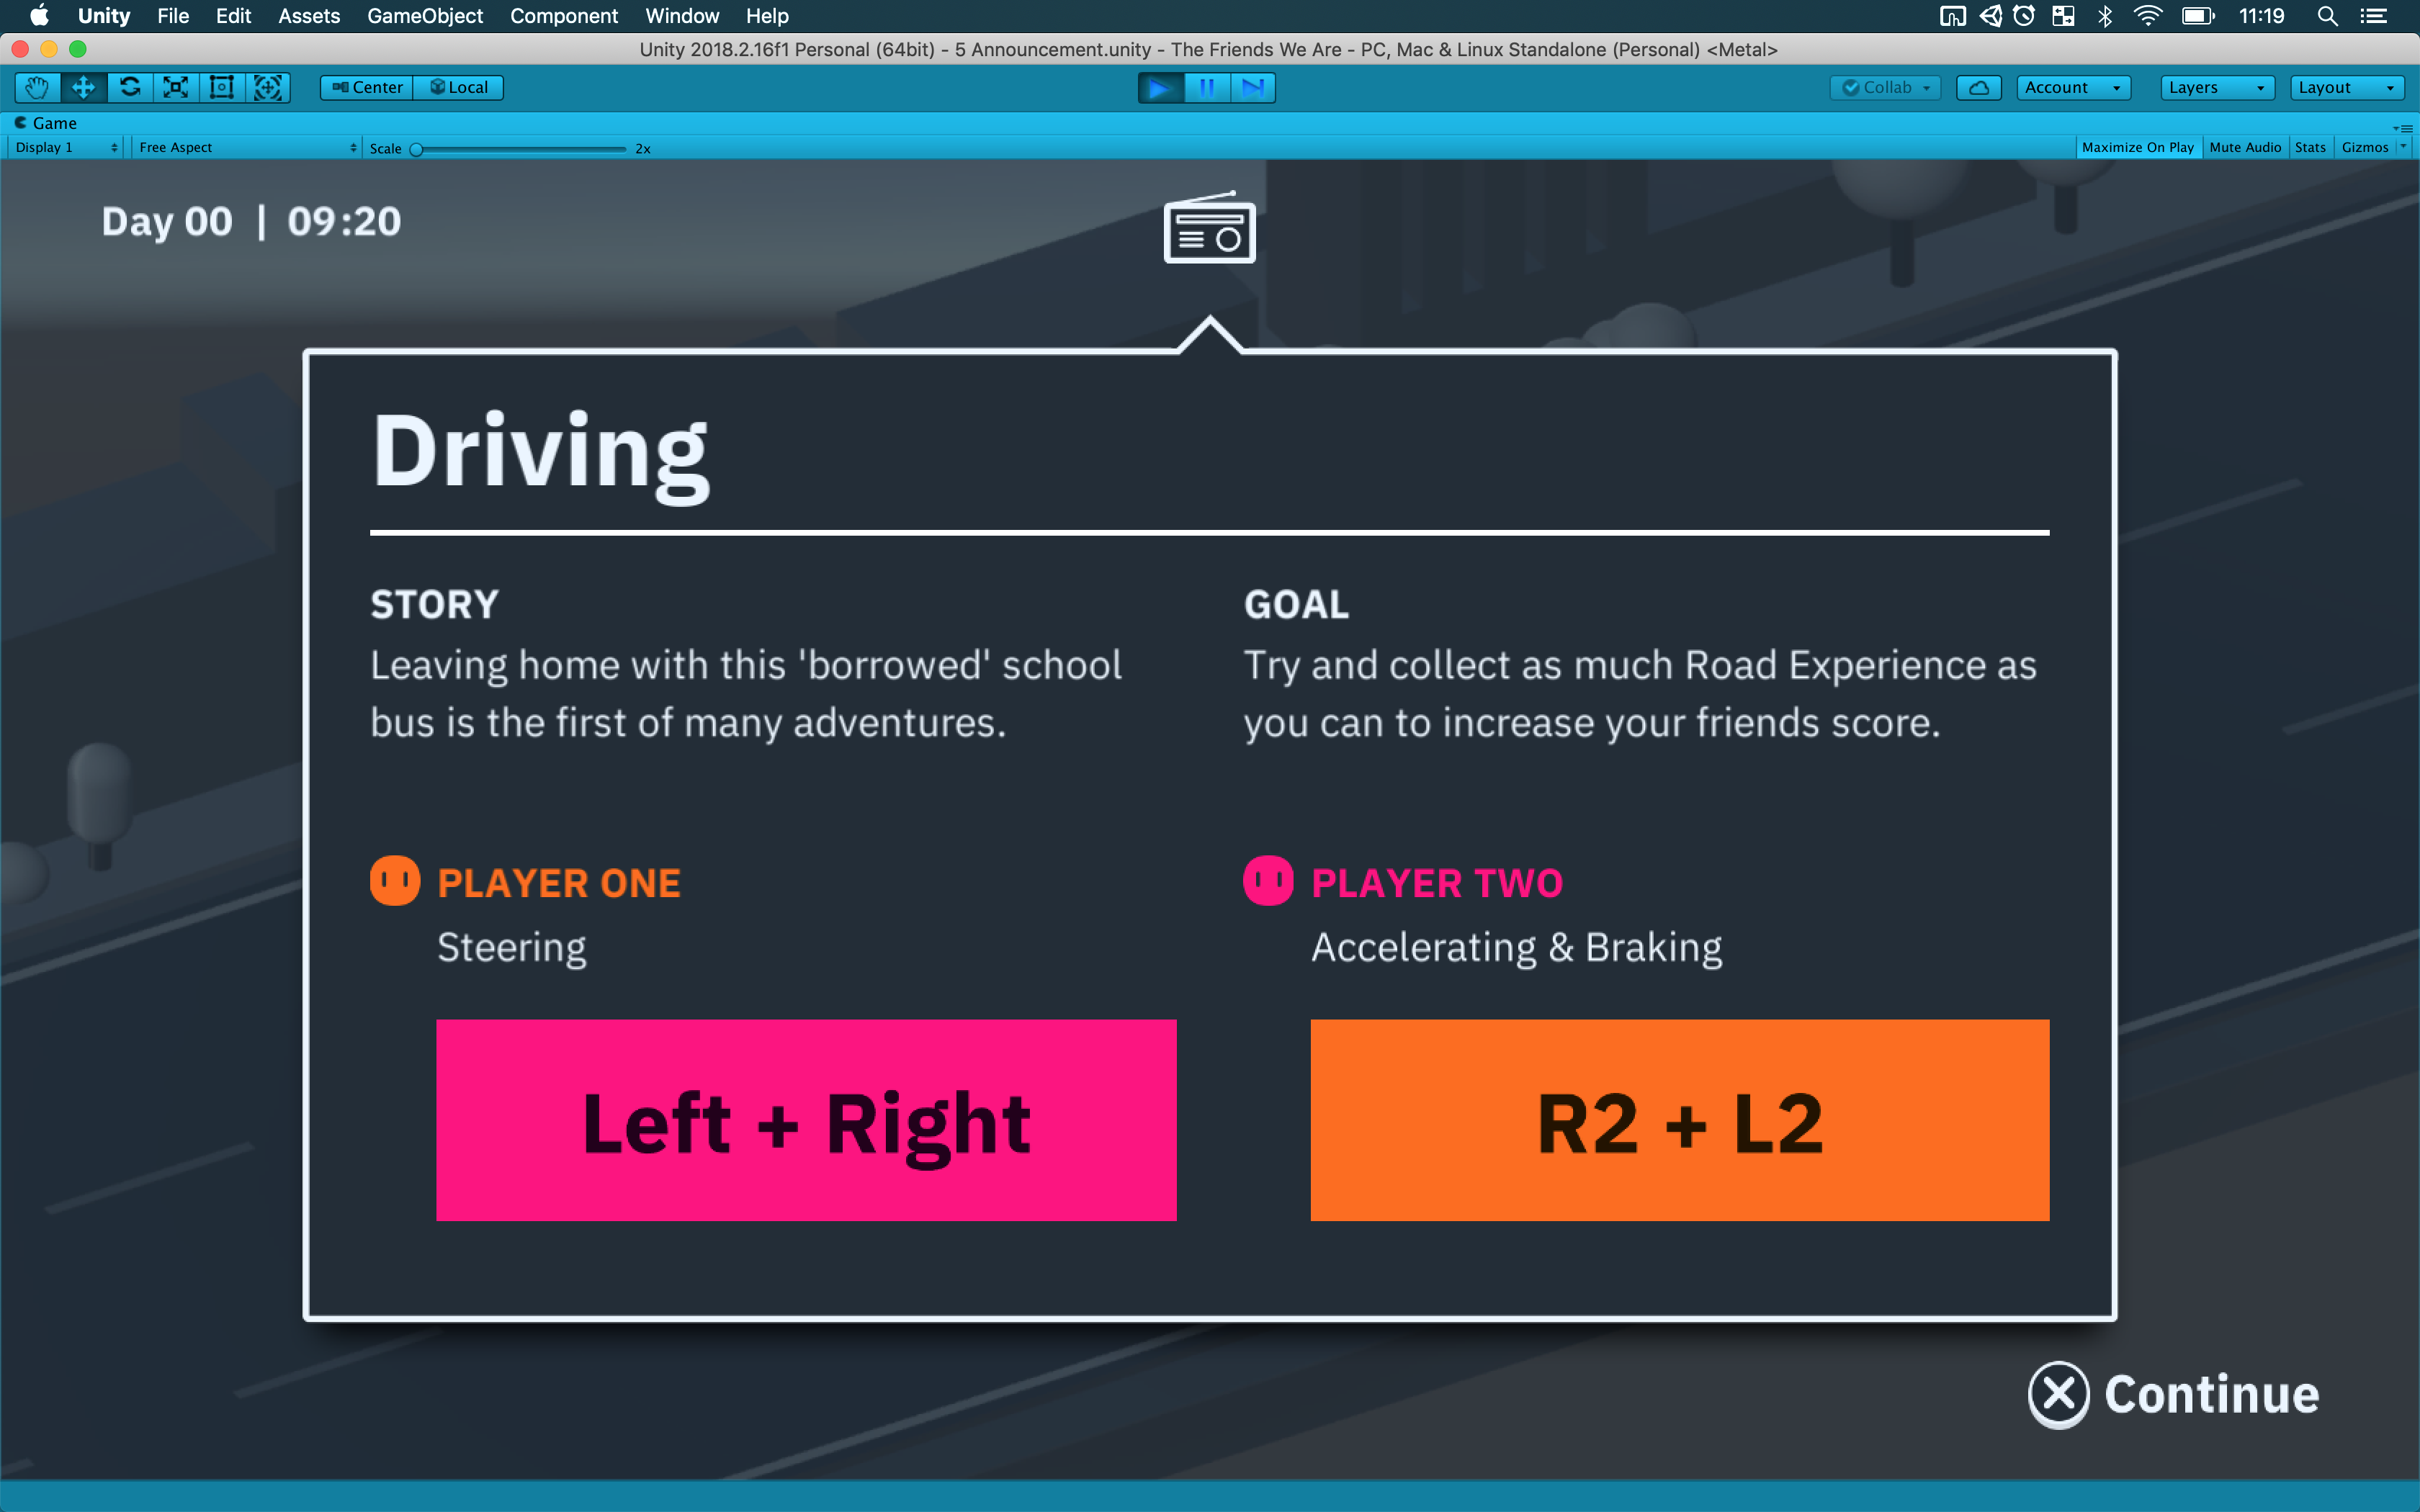 Unity File Edit Assets GameObject Component Window Help 11:19
Unity 2018.2.16f1 Personal (64bit) - 5 Announcement.unity - The Friends We Are - PC, Mac & Linux Standalone (Personal) <Metal>
Center Local Collab Account Layers Layout
Game
Display 1 Free Aspect Scale 2x Maximize On Play Mute Audio Stats Gizmos
Day 00 | 09:20
Driving
STORY
Leaving home with this 'borrowed' school
bus is the first of many adventures.
GOAL
Try and collect as much Road Experience as
you can to increase your friends score.
PLAYER ONE
Steering
Left + Right
PLAYER TWO
Accelerating & Braking
R2 + L2
Continue